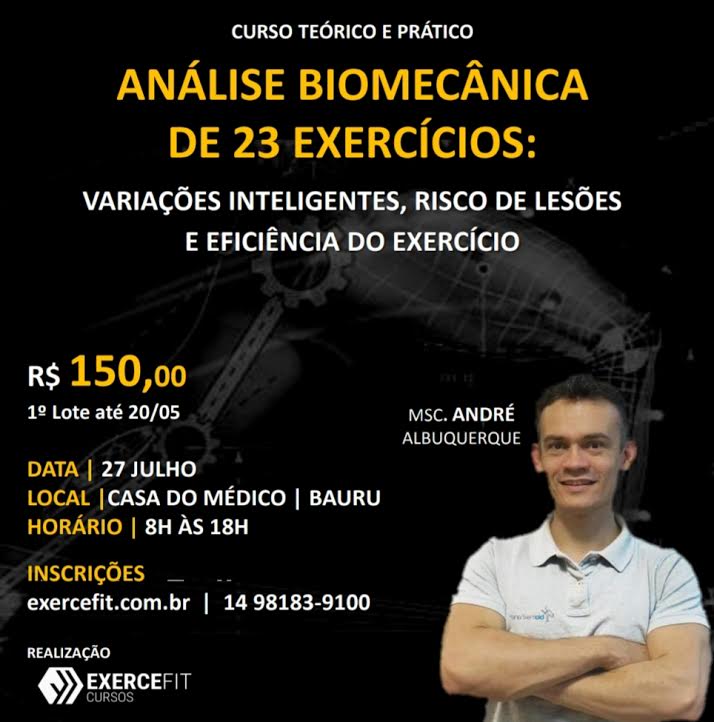 CURSO TEÓRICO E PRÁTICO
ANÁLISE BIOMECÂNICA
DE 23 EXERCÍCIOS:
VARIAÇÕES INTELIGENTES, RISCO DE LESÕES
E EFICIÊNCIA DO EXERCÍCIO
R$ 150,00
1º Lote até 20/05
MSC. ANDRÉ
ALBUQUERQUE
DATA | 27 JULHO
LOCAL |CASA DO MÉDICO | BAURU
HORÁRIO | 8H ÀS 18H
INSCRIÇÕES
exercefit.com.br | 14 98183-9100
REALIZAÇÃO
EXERCEFIT
CURSOS